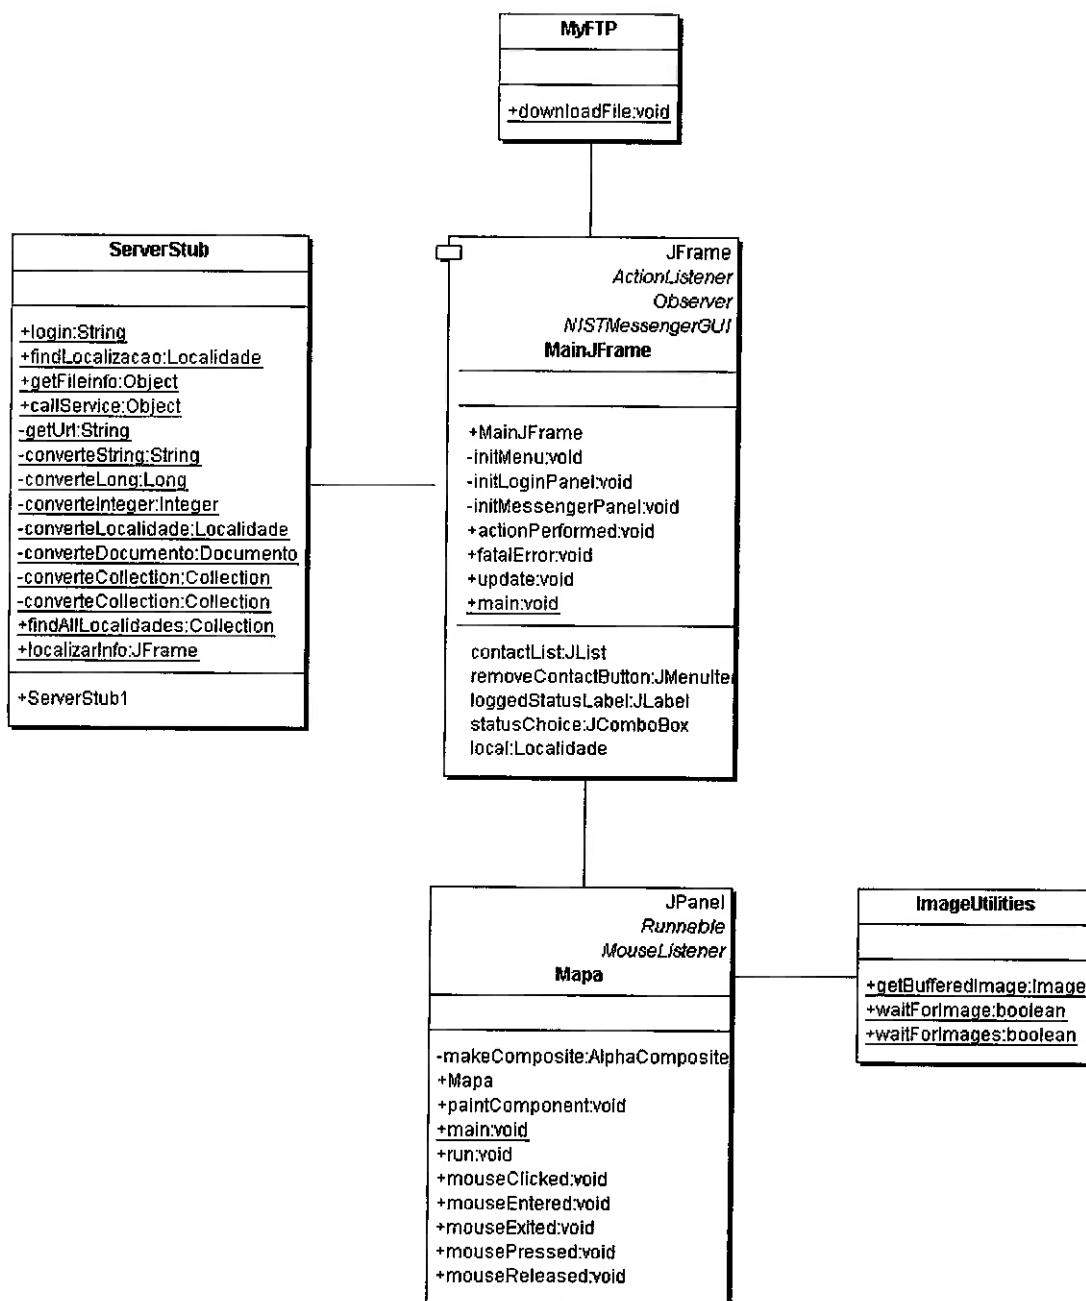 MyFTP
+downloadFile:void
ServerStub
+login:String
+findLocalizacao:Localidade
+getFileinfo:Object
+callService:Object
-getUrl:String
-converteString:String
-converteLong:Long
-converteInteger:Integer
-converteLocalidade:Localidade
-converteDocumento:Documento
-converteCollection:Collection
-converteCollection:Collection
+findAllLocalidades:Collection
+localizarInfo:JFrame
+ServerStub1
JFrame
ActionListener
Observer
NISTMessengerGUI
MainJFrame
+MainJFrame
-initMenu:void
-initLoginPanel:void
-initMessengerPanel:void
+actionPerformed:void
+fatalError:void
+update:void
+main:void
contactList:JList
removeContactButton:JMenuIte
loggedStatusLabel:JLabel
statusChoice:JComboBox
local:Localidade
JPanel
Runnable
MouseListener
Mapa
-makeComposite:AlphaComposite
+Mapa
+paintComponent:void
+main:void
+run:void
+mouseClicked:void
+mouseEntered:void
+mouseExited:void
+mousePressed:void
+mouseReleased:void
ImageUtilities
+getBufferedImage:Image
+waitForImage:boolean
+waitForImages:boolean